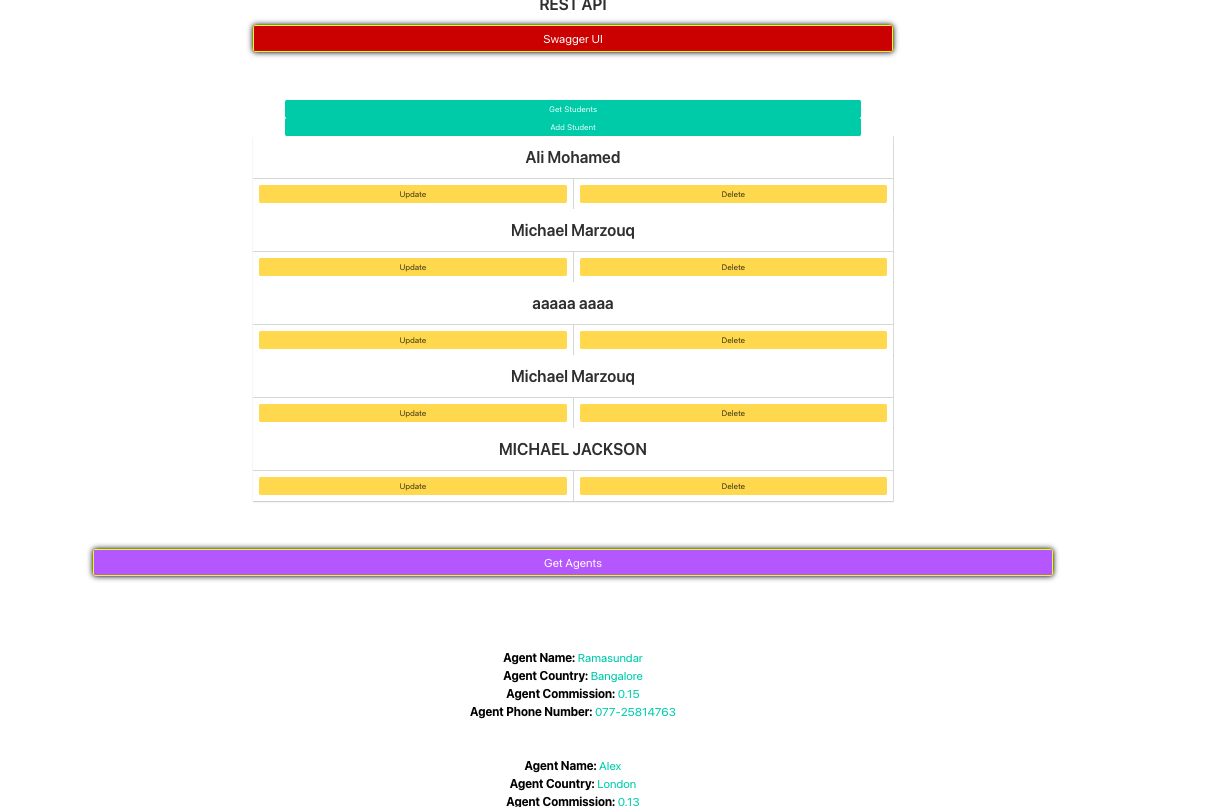 REST API
Swagger UI
Get Students
Add Student
Ali Mohamed
Update Delete
Michael Marzouq
Update Delete
aaaaa aaaa
Update Delete
Michael Marzouq
Update Delete
MICHAEL JACKSON
Update Delete
Get Agents
Agent Name: Ramasundar
Agent Country: Bangalore
Agent Commission: 0.15
Agent Phone Number: 077-25814763
Agent Name: Alex
Agent Country: London
Agent Commission: 0.13